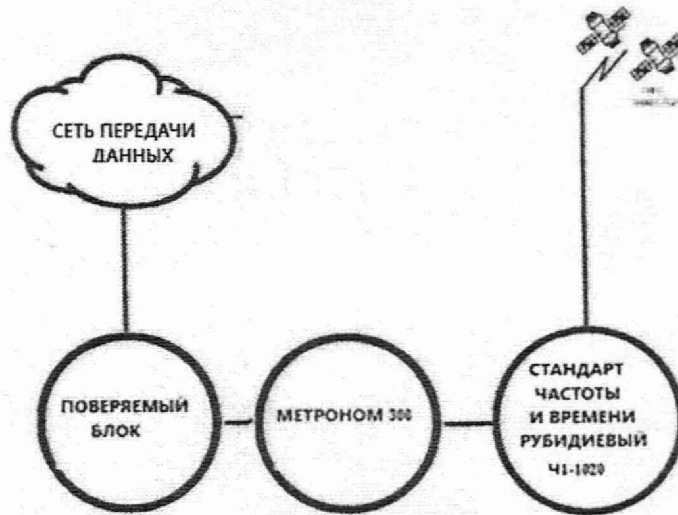 СЕТЬ ПЕРЕДАЧИ
ДАННЫХ
ПОВЕРЯЕМЫЙ
БЛОК
МЕТРОНОМ 300
СТАНДАРТ
ЧАСТОТЫ
И ВРЕМЕНИ
РУБИДИЕВЫЙ
Ч1-1020